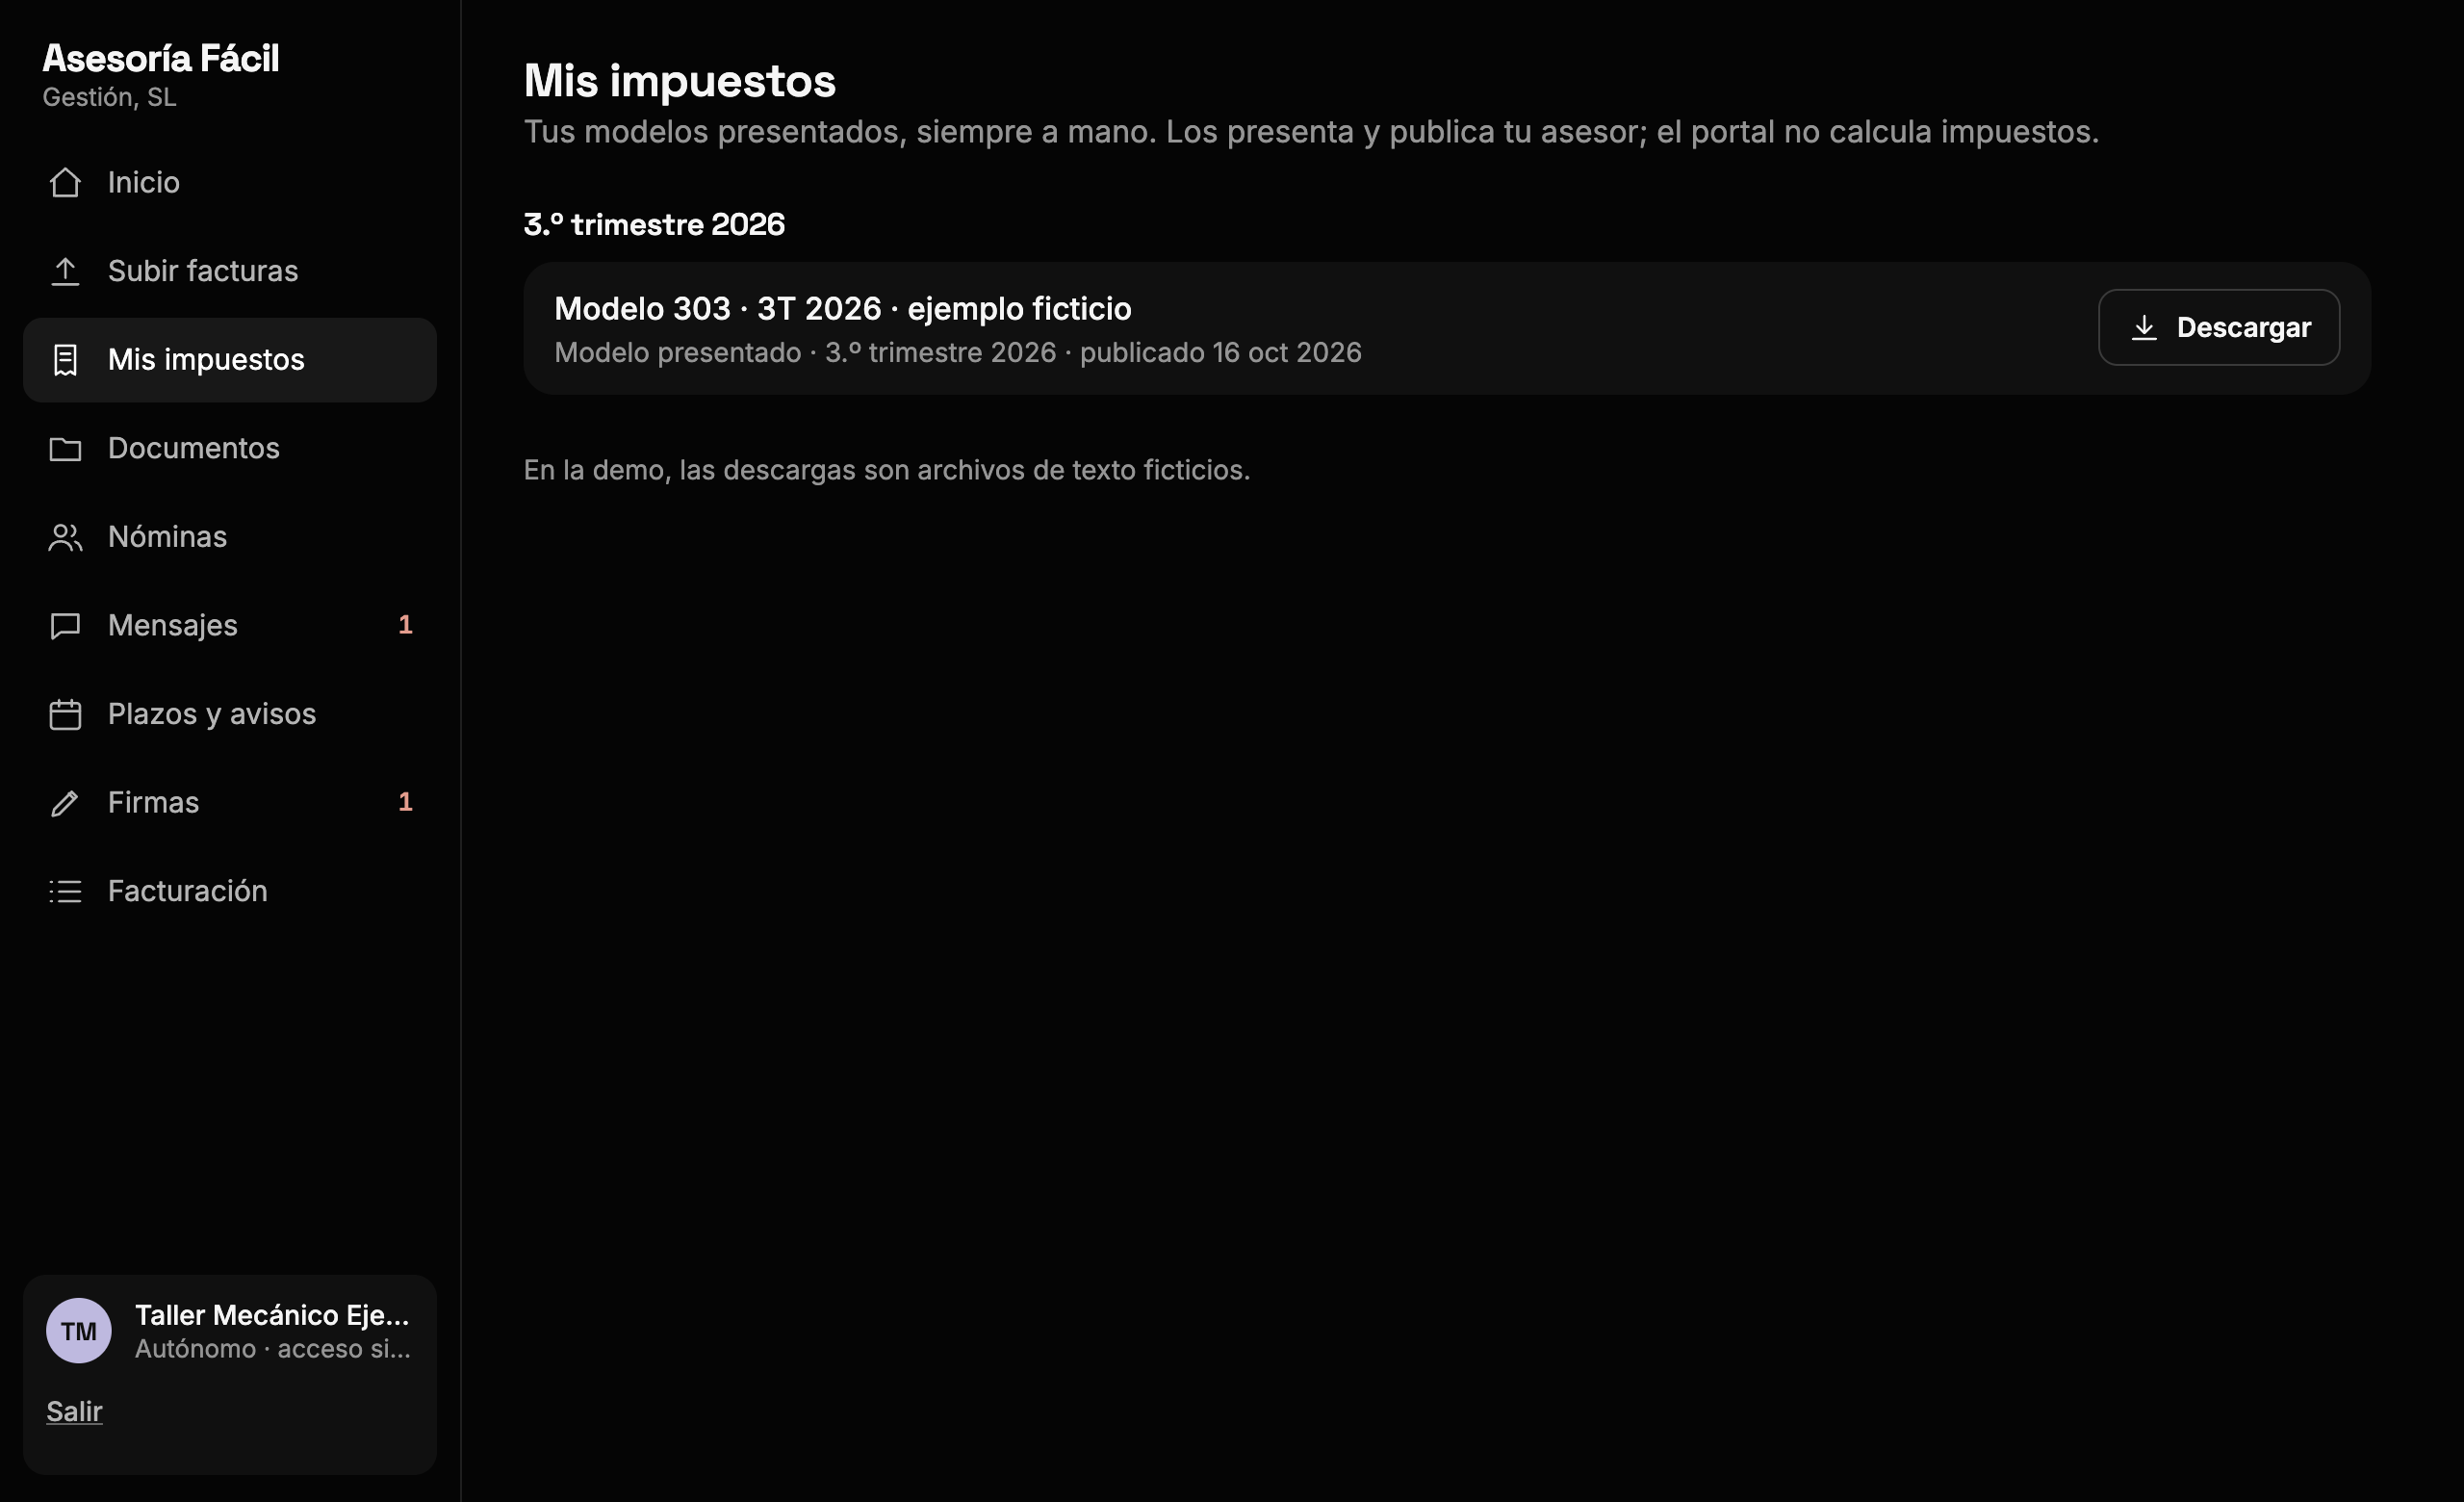 Asesoría Fácil
Gestión, SL
Inicio
Subir facturas
Mis impuestos
Documentos
Nóminas
Mensajes 1
Plazos y avisos
Firmas 1
Facturación
TM
Taller Mecánico Eje...
Autónomo · acceso si...
Salir
Mis impuestos
Tus modelos presentados, siempre a mano. Los presenta y publica tu asesor; el portal no calcula impuestos.
3.º trimestre 2026
Modelo 303 · 3T 2026 · ejemplo ficticio
Modelo presentado · 3.º trimestre 2026 · publicado 16 oct 2026
Descargar
En la demo, las descargas son archivos de texto ficticios.